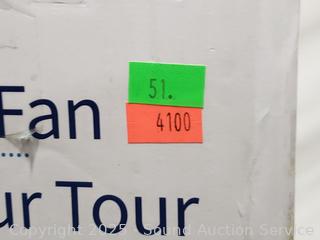 51.
4100
Fan
ur Tour
Copyright 2025 - Sound Auction Service